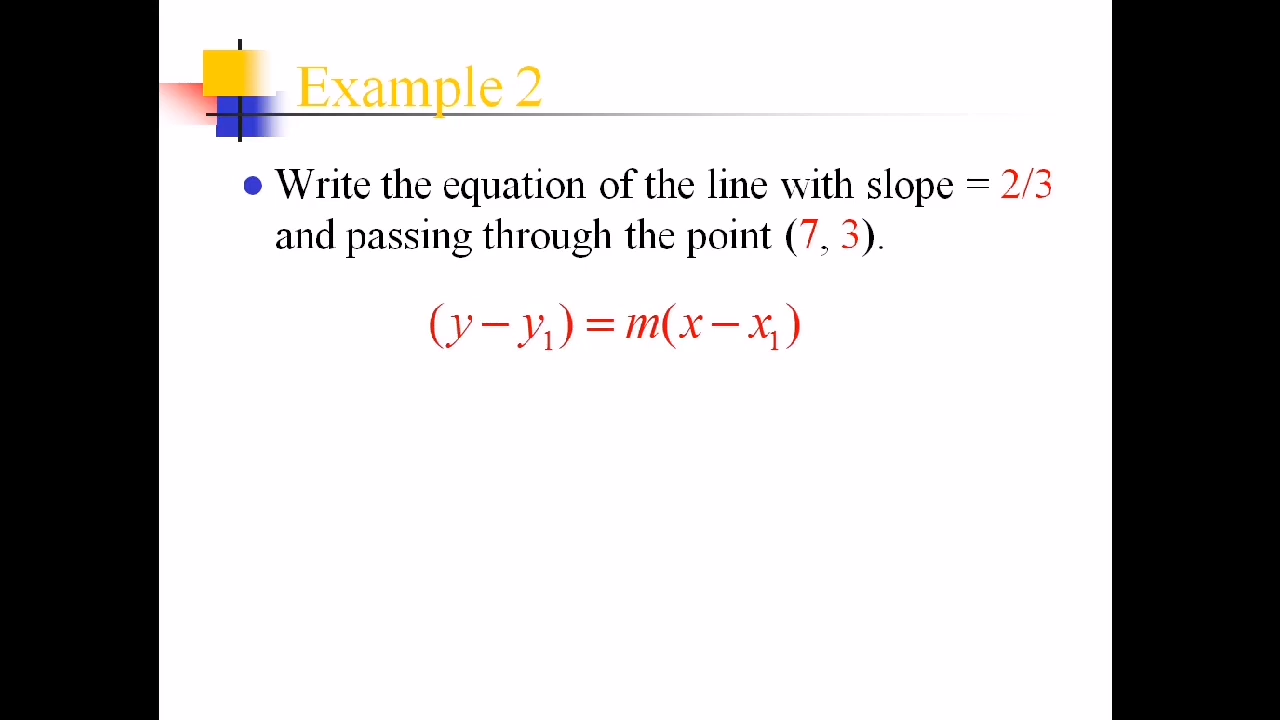 Example 2
• Write the equation of the line with slope = 2/3
and passing through the point (7, 3).
(y − y₁) = m(x − x₁)